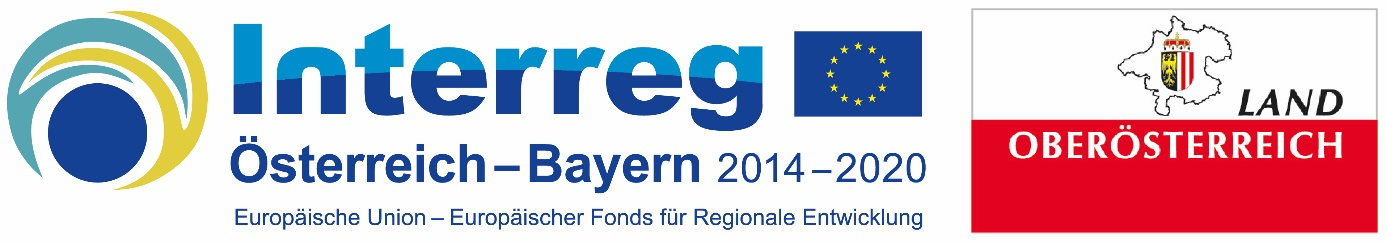 Interreg
Österreich – Bayern 2014 – 2020
Europäische Union – Europäischer Fonds für Regionale Entwicklung
LAND
OBERÖSTERREICH